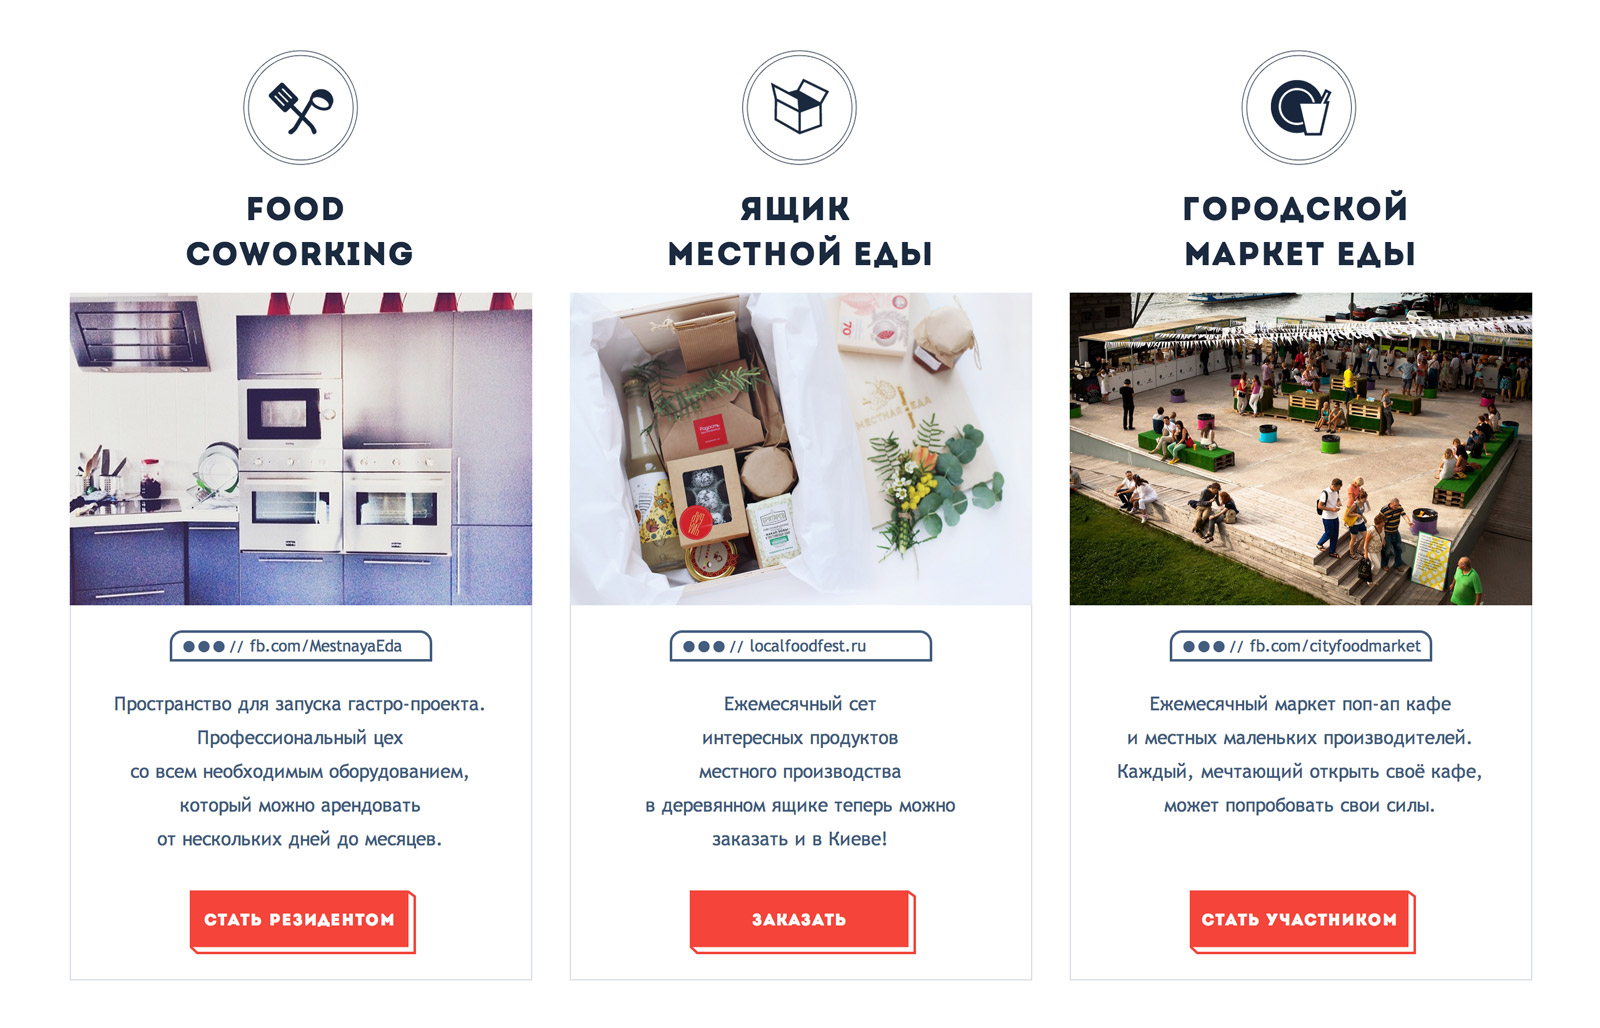 FOOD
COWORKING
fb.com/MestnayaEda
Пространство для запуска гастро-проекта.
Профессиональный цех
со всем необходимым оборудованием,
который можно арендовать
от нескольких дней до месяцев.
СТАТЬ РЕЗИДЕНТОМ
ЯЩИК
МЕСТНОЙ ЕДЫ
70
МЕСТНАЯ ЕДА
// localfoodfest.ru
Ежемесячный сет
интересных продуктов
местного производства
в деревянном ящике теперь можно
заказать и в Киеве!
ЗАКАЗАТЬ
ГОРОДСКОЙ
МАРКЕТ ЕДЫ
// fb.com/cityfoodmarket
Ежемесячный маркет поп-ап кафе
и местных маленьких производителей.
Каждый, мечтающий открыть своё кафе,
может попробовать свои силы.
СТАТЬ УЧАСТНИКОМ